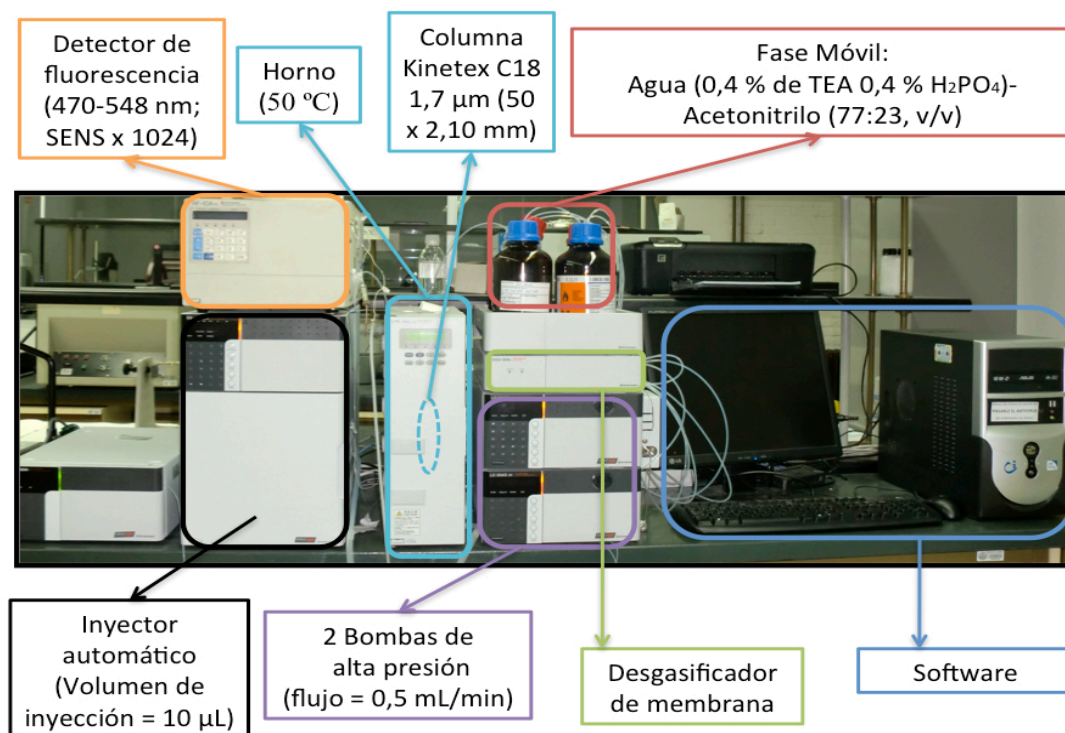 Detector de
fluorescencia
(470-548 nm;
SENS x 1024)
Horno
(50 ºC)
Columna
Kinetex C18
1,7 µm (50
x 2,10 mm)
Fase Móvil:
Agua (0,4 % de TEA 0,4 % H₂PO₄)-
Acetonitrilo (77:23, v/v)
Inyector
automático
(Volumen de
inyección = 10 µL)
2 Bombas de
alta presión
(flujo = 0,5 mL/min)
Desgasificador
de membrana
Software